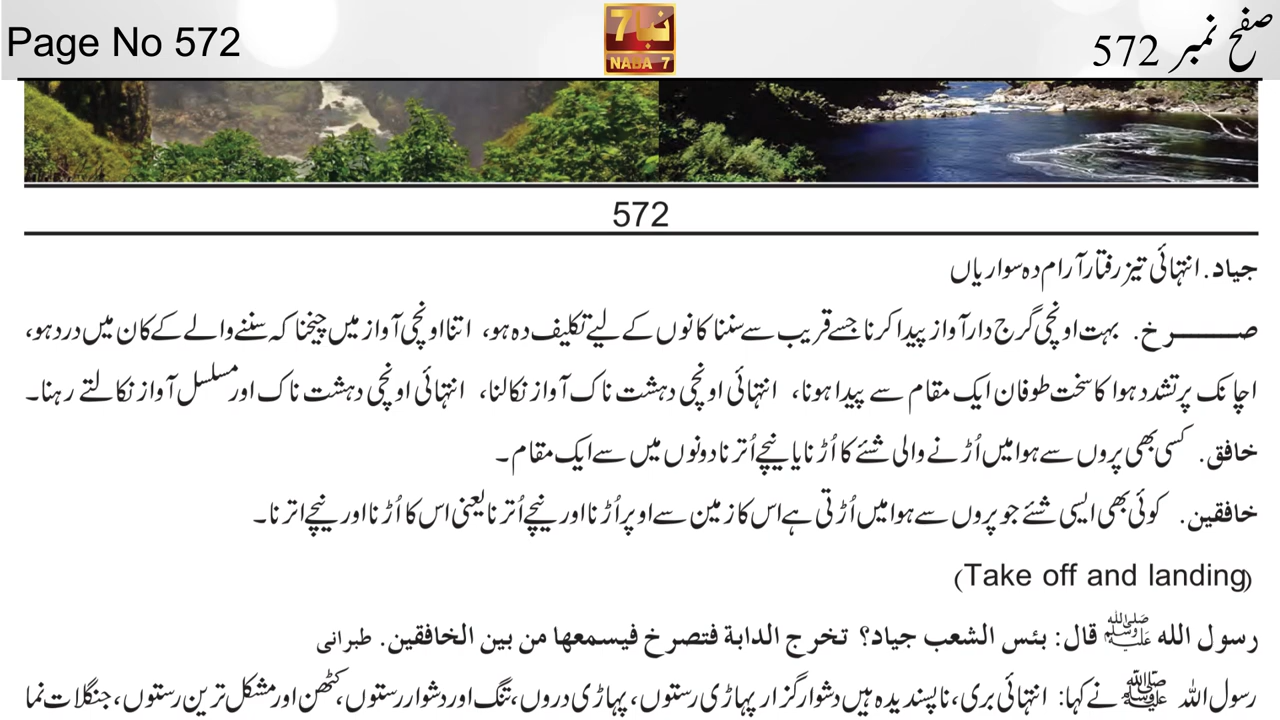 Page No 572
نبا 7
NABA 7
صفح نمبر 572
572
جیاد. انتہائی تیز رفتار آرام دہ سواریاں
صرخ. بہت اونچی گرج دار آواز پیدا کرنا جسے قریب سے سننا کانوں کے لیے تکلیف دہ ہو، اتنا اونچی آواز میں چیخنا کہ سننے والے کے کان میں درد ہو،
اچانک پرتشدد ہوا کا سخت طوفان ایک مقام سے پیدا ہونا، انتہائی اونچی دہشت ناک آواز نکالنا، انتہائی اونچی دہشت ناک اور مسلسل آواز نکالتے رہنا۔
خافق. کسی بھی پروں سے ہوا میں اُڑنے والی شئے کا اُڑنا یا نیچے اُترنا دونوں میں سے ایک مقام۔
خافقین. کوئی بھی ایسی شئے جو پروں سے ہوا میں اُڑتی ہے اس کا زمین سے اوپر اُڑنا اور نیچے اُترنا یعنی اس کا اُڑنا اور نیچے اترنا۔
(Take off and landing)
رسول الله ﷺ قال: بئس الشعب جیاد؟ تخرج الدابة فتصرخ فیسمعها من بین الخافقین. طبرانی
رسول اللہ ﷺ نے کہا: انتہائی بری، ناپسندیدہ ہیں دشوار گزار پہاڑی رستوں، پہاڑی دروں، تنگ اور دشوار رستوں، کٹھن اور مشکل ترین رستوں، جنگلات نما